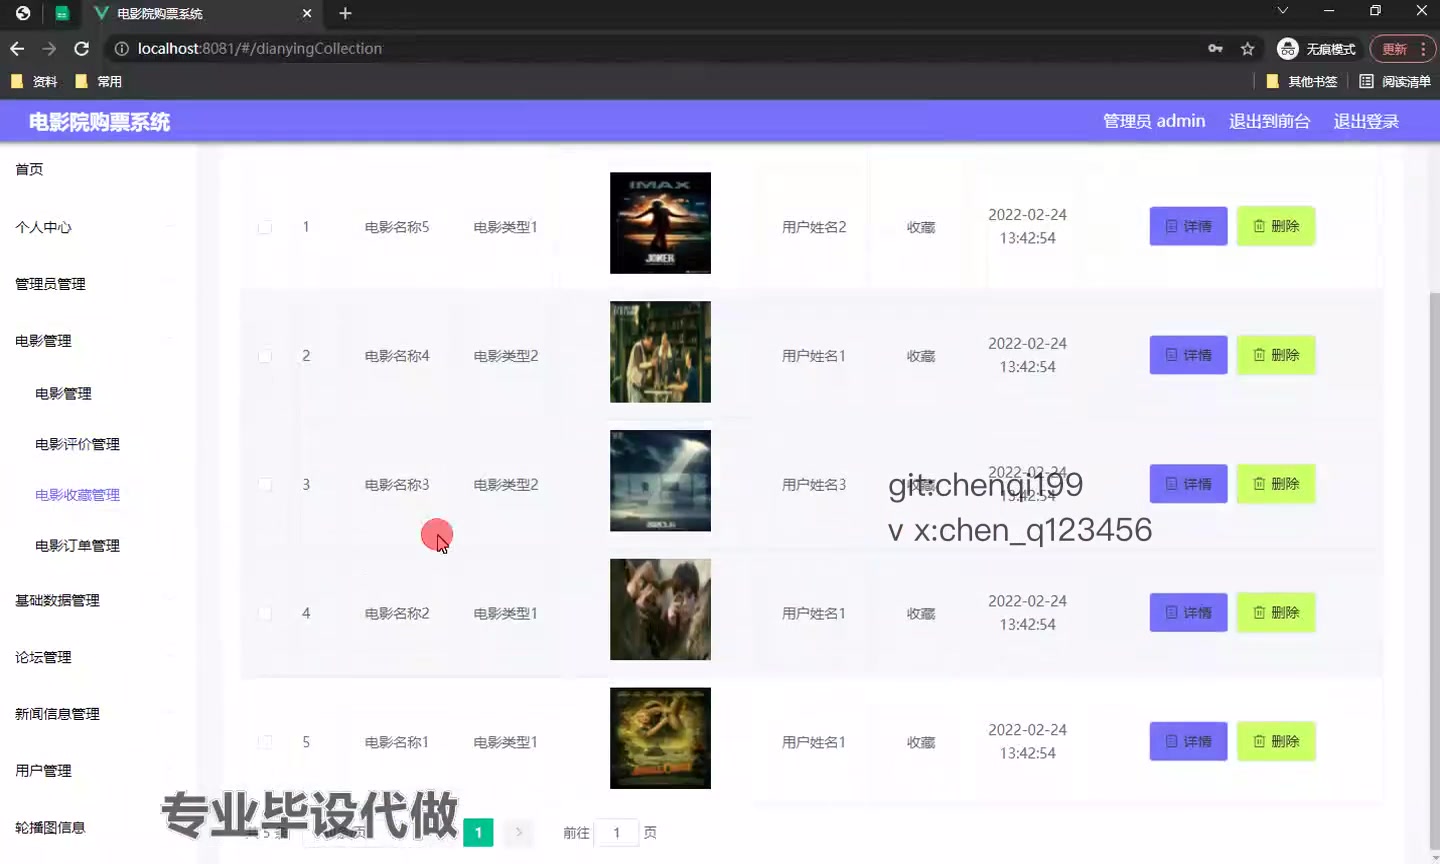 电影院购票系统
localhost:8081/#/dianyingCollection
无痕模式
更新
资料
常用
其他书签
阅读清单
电影院购票系统
管理员 admin
退出到前台
退出登录
首页
个人中心
管理员管理
电影管理
电影管理
电影评价管理
电影收藏管理
电影订单管理
基础数据管理
论坛管理
新闻信息管理
用户管理
轮播图信息
1 电影名称5 电影类型1 用户姓名2 收藏 2022-02-24 13:42:54 详情 删除
IMAX
JOKER
2 电影名称4 电影类型2 用户姓名1 收藏 2022-02-24 13:42:54 详情 删除
3 电影名称3 电影类型2 用户姓名3 收藏 2022-02-24 13:42:54 详情 删除
git:chenqi199
v x:chen_q123456
4 电影名称2 电影类型1 用户姓名1 收藏 2022-02-24 13:42:54 详情 删除
5 电影名称1 电影类型1 用户姓名1 收藏 2022-02-24 13:42:54 详情 删除
专业毕设代做
1
前往 1 页